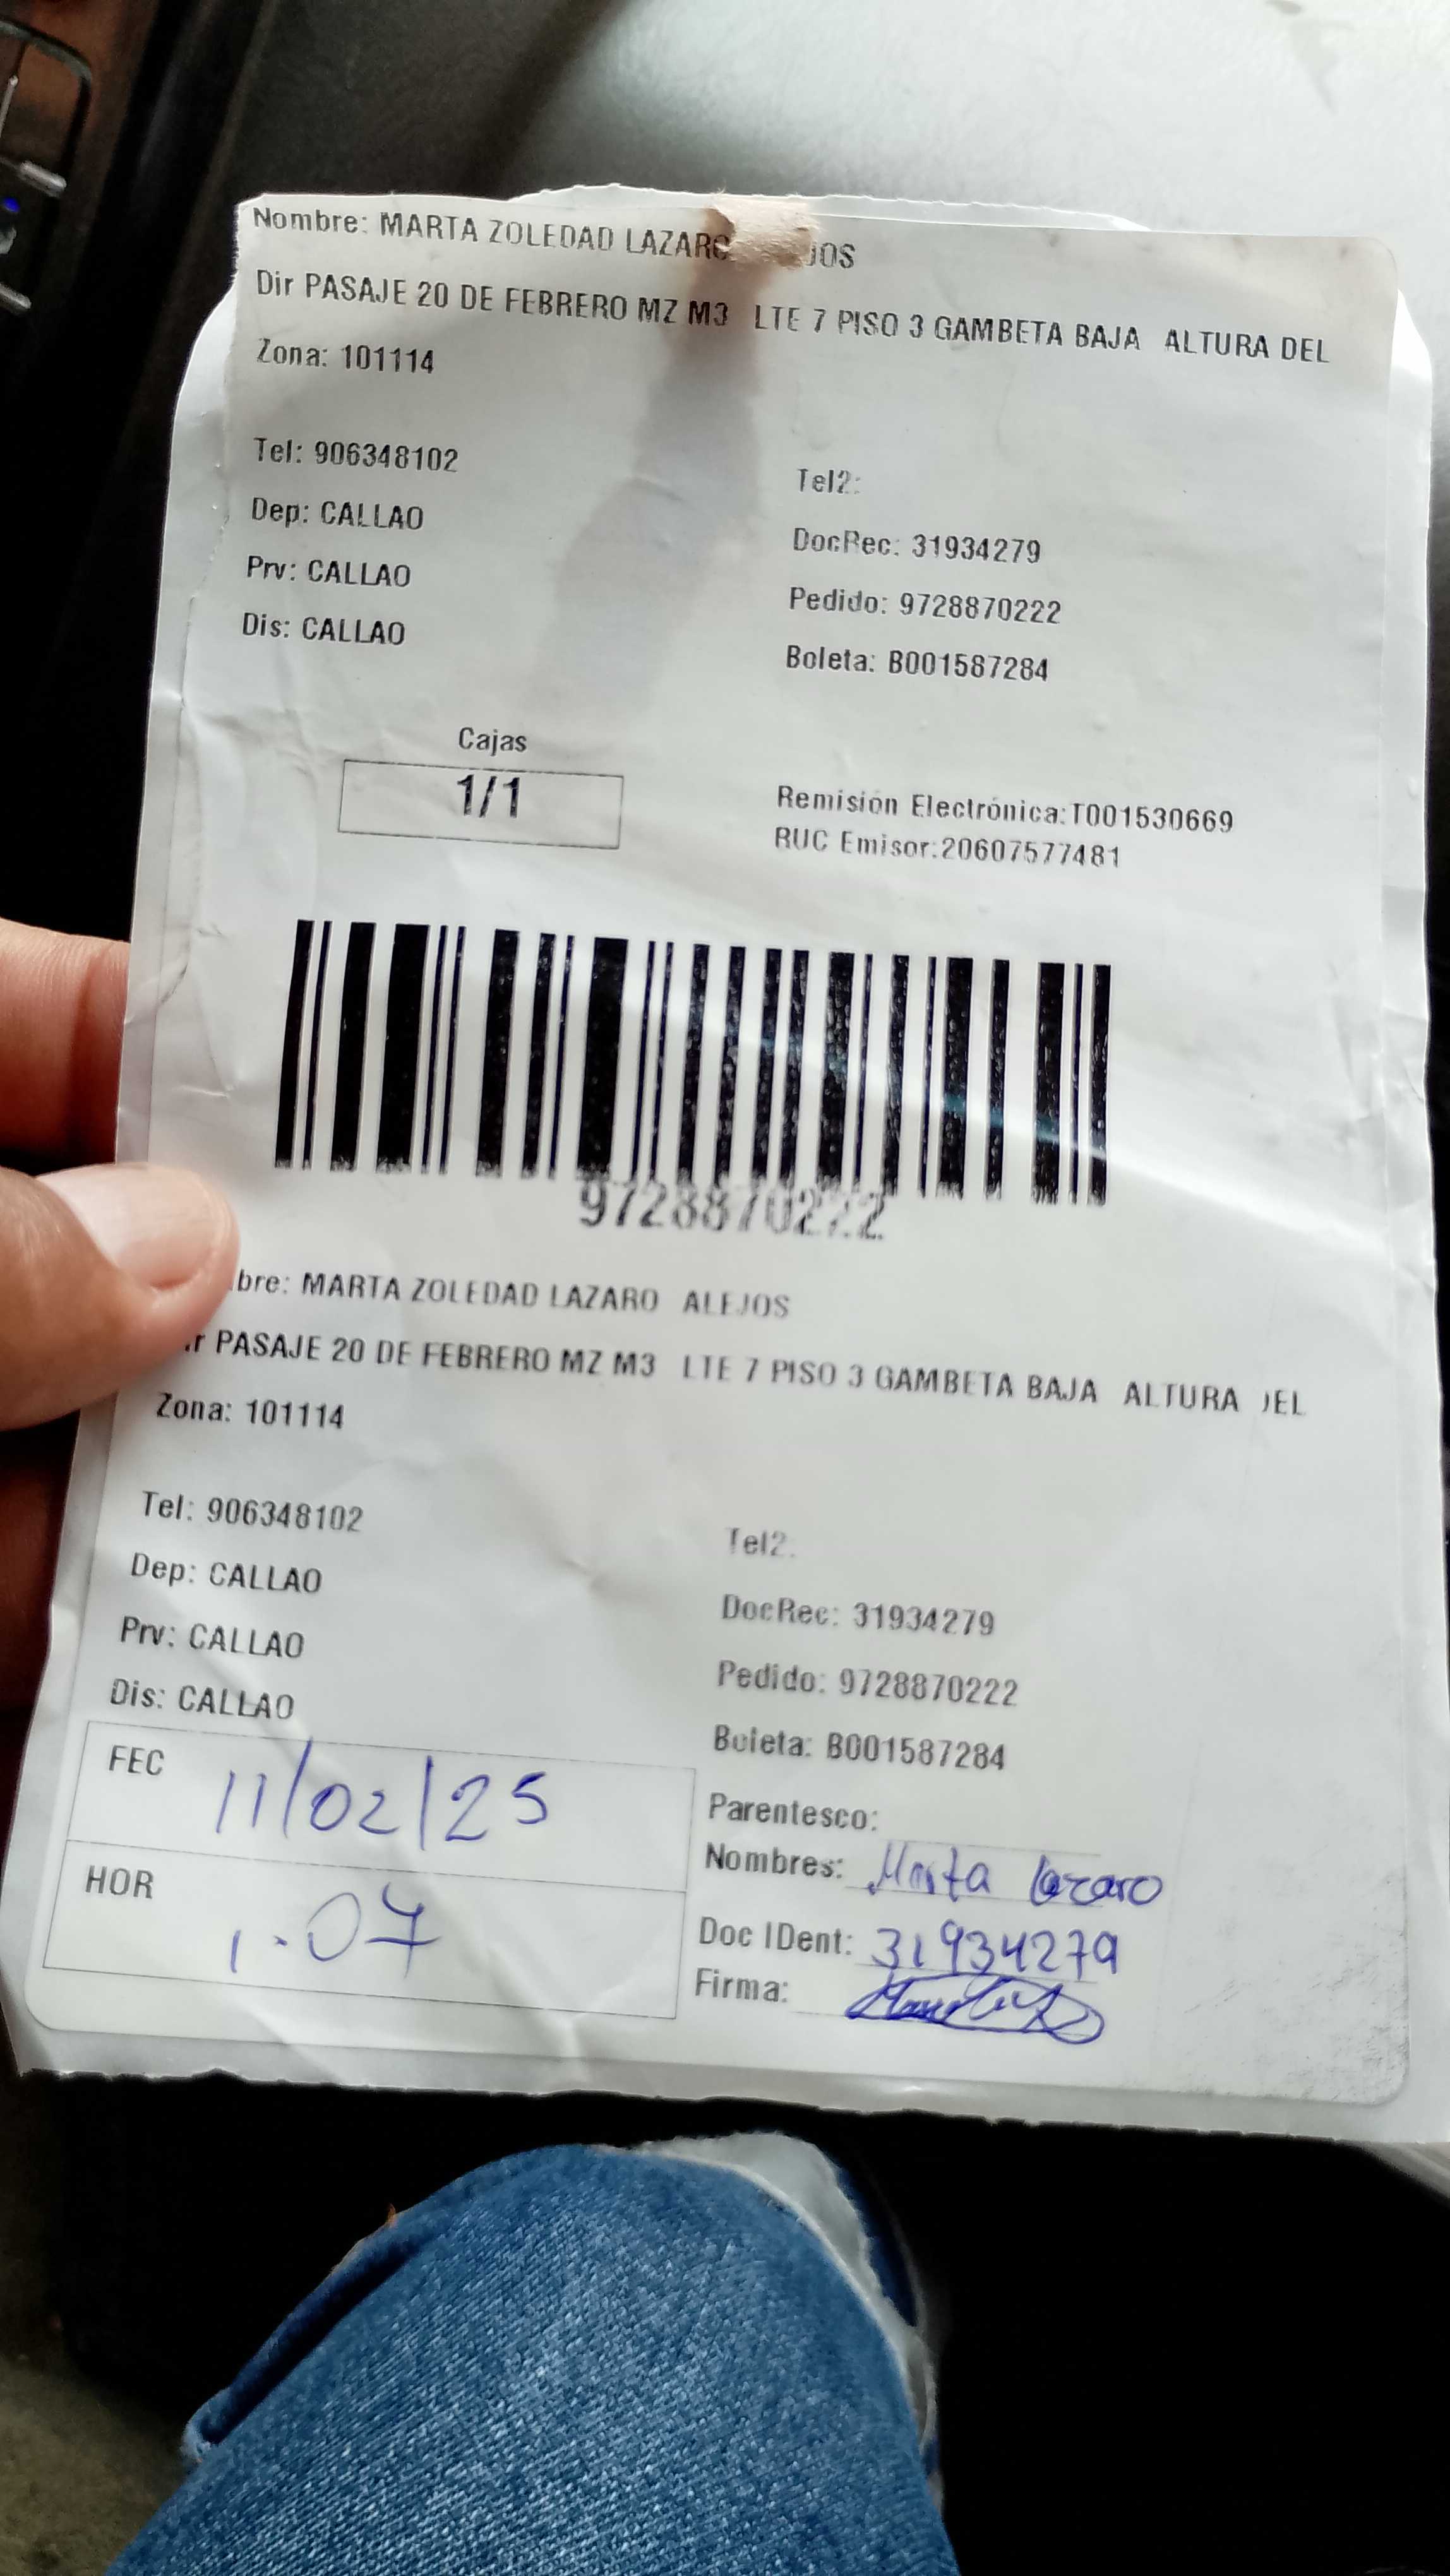 Nombre: MARTA ZOLEDAD LAZARO JOS
Dir PASAJE 20 DE FEBRERO MZ M3 LTE 7 PISO 3 GAMBETA BAJA ALTURA DEL
Zona: 101114
Tel: 906348102
Tel2:
Dep: CALLAO
DocRec: 31934279
Prv: CALLAO
Pedido: 9728870222
Dis: CALLAO
Boleta: B001587284
Cajas
1/1
Remisión Electrónica:T001530669
RUC Emisor:20607577481
9728870222
bre: MARTA ZOLEDAD LAZARO ALEJOS
ir PASAJE 20 DE FEBRERO MZ M3 LTE 7 PISO 3 GAMBETA BAJA ALTURA DEL
Zona: 101114
Tel: 906348102
Tel2:
Dep: CALLAO
DocRec: 31934279
Prv: CALLAO
Pedido: 9728870222
Dis: CALLAO
Boleta: B001587284
FEC 11/02/25
Parentesco:
Nombres: Marta Lazaro
HOR 1.07
Doc IDent: 31934279
Firma: